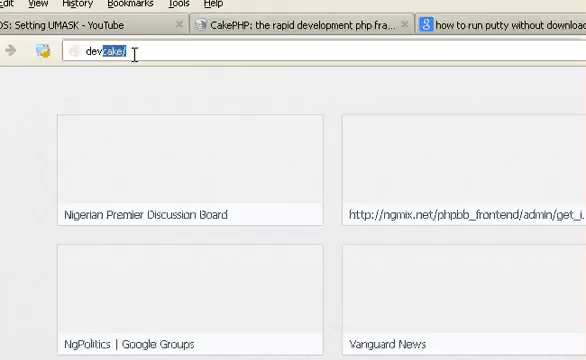 Edit View History Bookmarks Tools Help
OS: Setting UMASK - YouTube
CakePHP: the rapid development php fra...
how to run putty without download
devcake/
Nigerian Premier Discussion Board
http://ngmix.net/phpbb_frontend/admin/get_i.
NgPolitics | Google Groups
Vanguard News